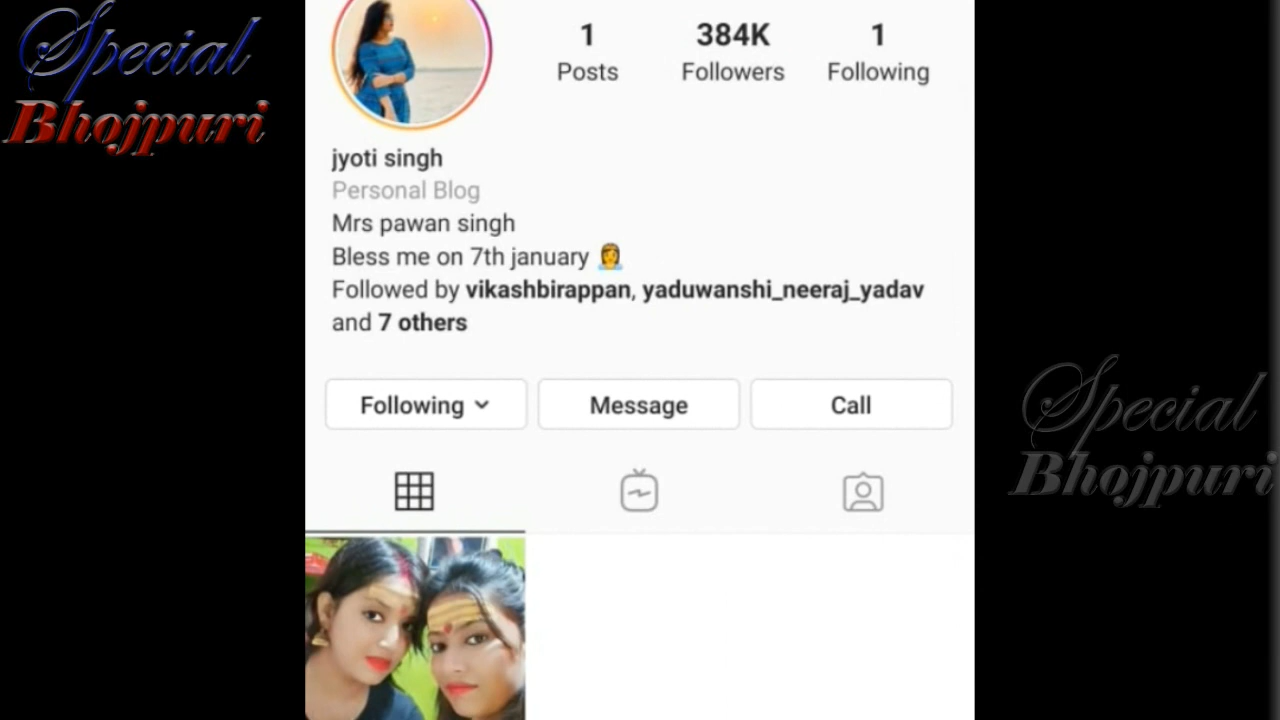 Special
Bhojpuri
1
384K
1
Posts
Followers
Following
jyoti singh
Personal Blog
Mrs pawan singh
Bless me on 7th january
Followed by vikashbirappan, yaduwanshi_neeraj_yadav
and 7 others
Following
Message
Call
Special
Bhojpuri